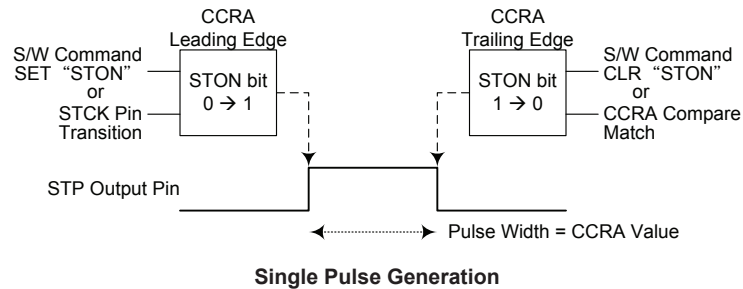 CCRA
Leading Edge
S/W Command
SET “STON”
or
STCK Pin
Transition
STON bit
0 → 1
CCRA
Trailing Edge
STON bit
1 → 0
S/W Command
CLR “STON”
or
CCRA Compare
Match
STP Output Pin
Pulse Width = CCRA Value
Single Pulse Generation